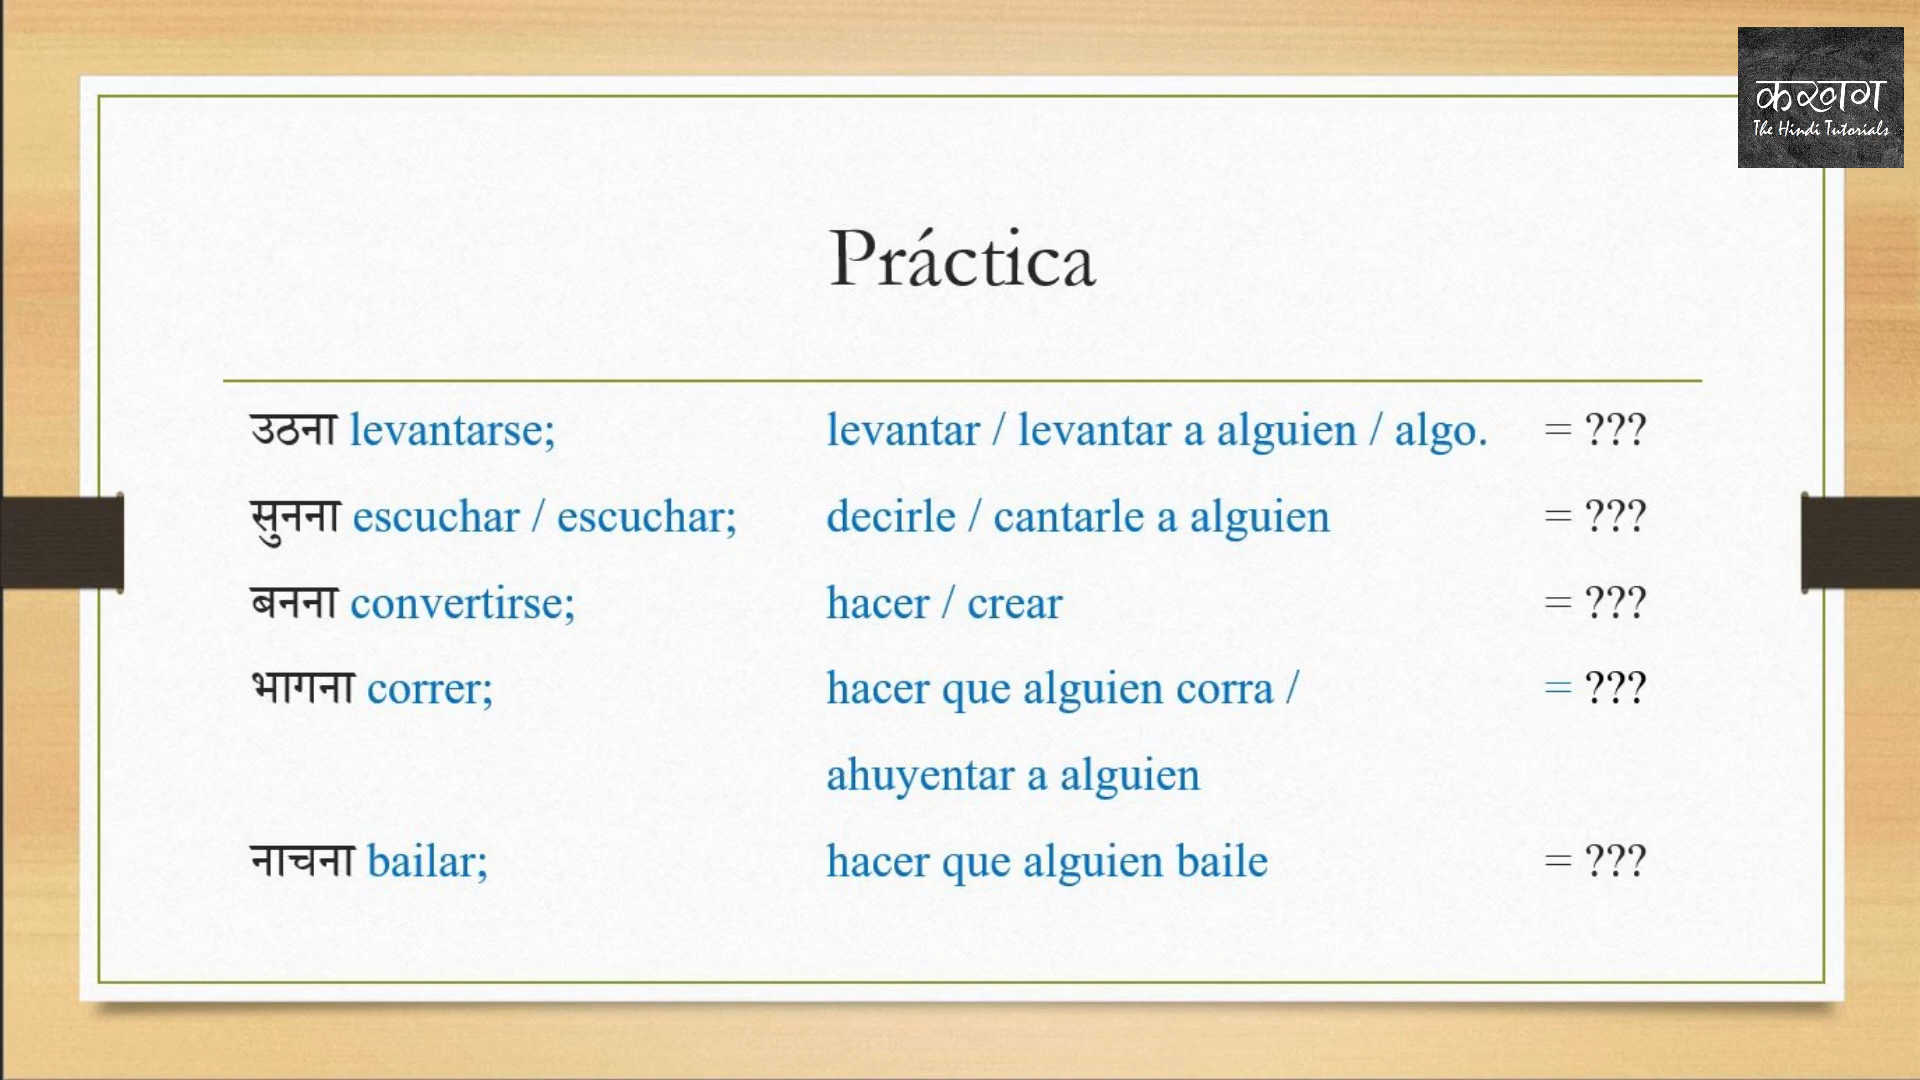 करवाग
The Hindi Tutorials
Práctica
उठना levantarse; levantar / levantar a alguien / algo. = ???
सुनना escuchar / escuchar; decirle / cantarle a alguien = ???
बनना convertirse; hacer / crear = ???
भागना correr; hacer que alguien corra / = ???
ahuyentar a alguien
नाचना bailar; hacer que alguien baile = ???